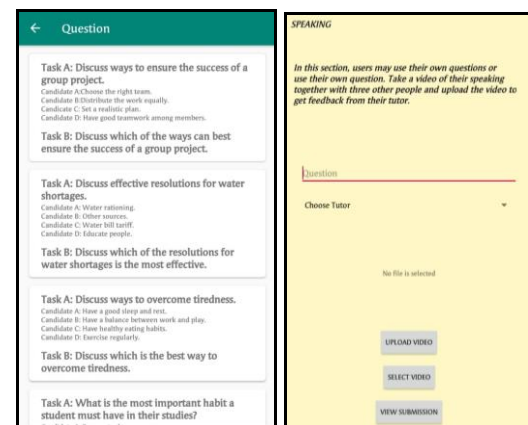 Question
Task A: Discuss ways to ensure the success of a
group project.
Candidate A:Choose the right team.
Candidate B:Distribute the work equally.
Candicate C: Set a realistic plan.
Candidate D: Have good teamwork among members.
Task B: Discuss which of the ways can best
ensure the success of a group project.
Task A: Discuss effective resolutions for water
shortages.
Candidate A: Water rationing.
Candidate B: Other sources.
Candidate C: Water bill tariff.
Candidate D: Educate people.
Task B: Discuss which of the resolutions for
water shortages is the most effective.
Task A: Discuss ways to overcome tiredness.
Candidate A: Have a good sleep and rest.
Candidate B: Have a balance between work and play.
Candidate C: Have healthy eating habits.
Candidate D: Exercise regularly.
Task B: Discuss which is the best way to
overcome tiredness.
Task A: What is the most important habit a
student must have in their studies?
SPEAKING
In this section, users may use their own questions or
use their own question. Take a video of their speaking
together with three other people and upload the video to
get feedback from their tutor.
Question
Choose Tutor
No file is selected
UPLOAD VIDEO
SELECT VIDEO
VIEW SUBMISSION